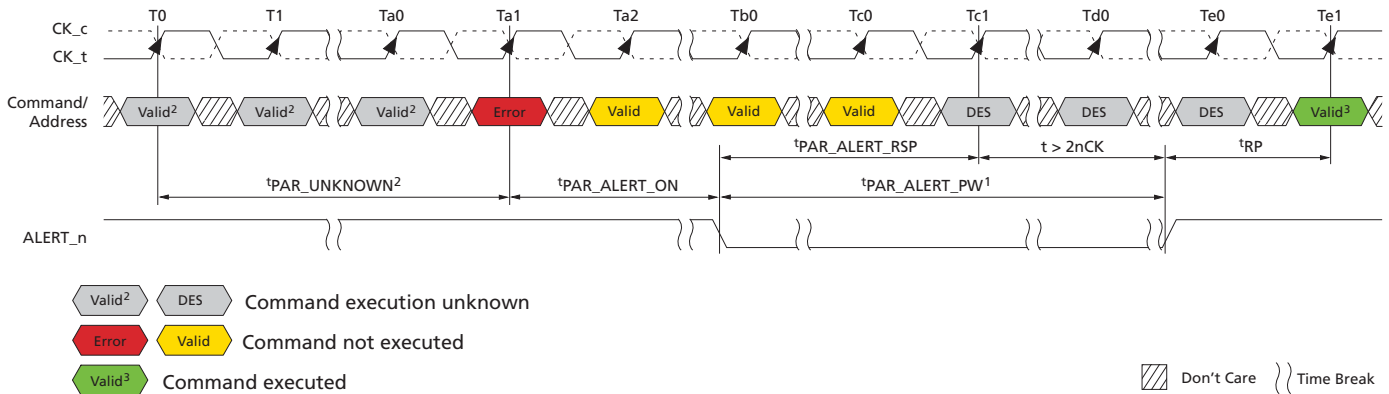 T0 T1 Ta0 Ta1 Ta2 Tb0 Tc0 Tc1 Td0 Te0 Te1
CK_c
CK_t
Command/
Address
Valid² Valid² Valid² Error Valid Valid Valid DES DES DES Valid³
tPAR_ALERT_RSP t > 2nCK tRP
tPAR_UNKNOWN² tPAR_ALERT_ON tPAR_ALERT_PW¹
ALERT_n
Valid² DES Command execution unknown
Error Valid Command not executed
Valid³ Command executed
Don't Care Time Break